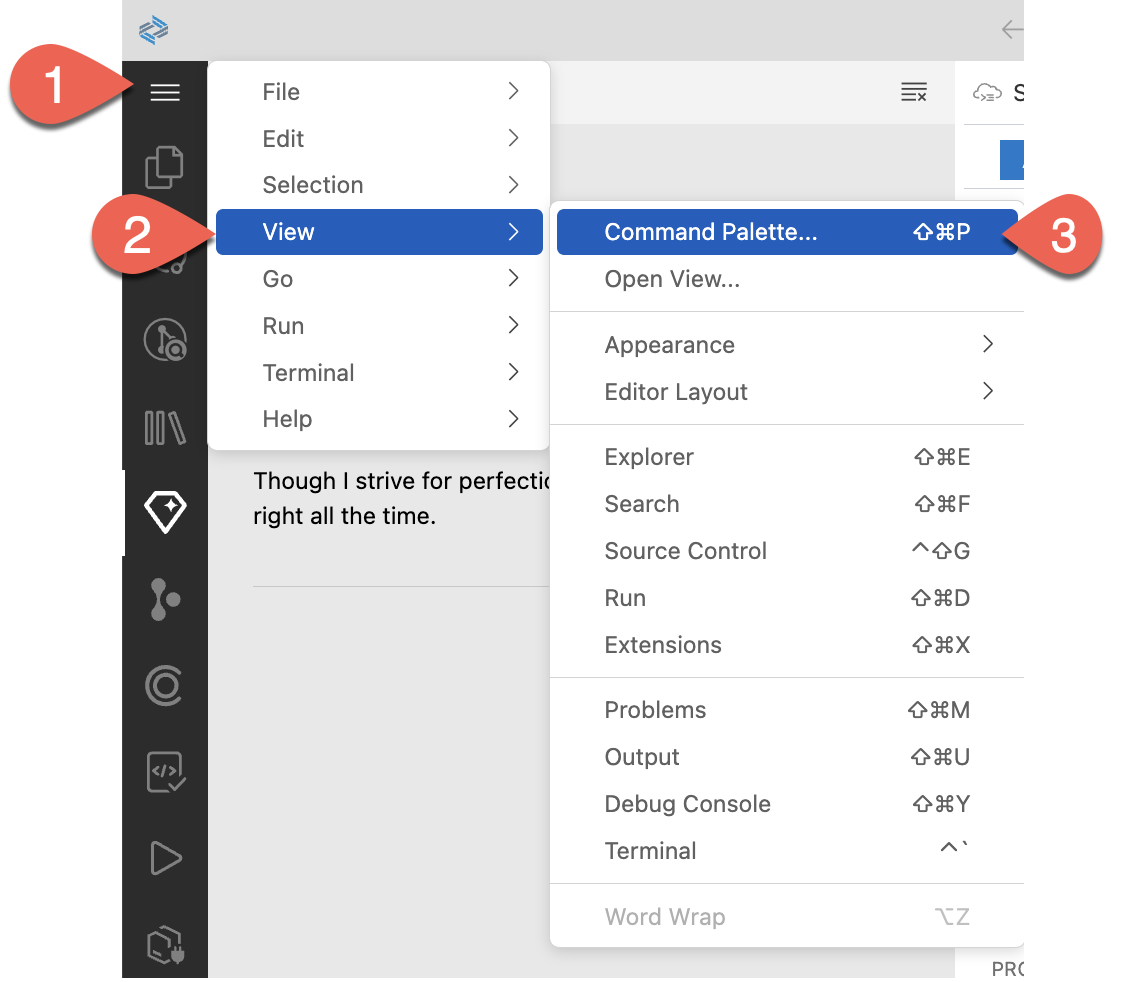 1
File
Edit
Selection
2
View
Go
Run
Terminal
Help
Command Palette... ⇧⌘P
3
Open View...
Appearance
Editor Layout
Explorer ⇧⌘E
Search ⇧⌘F
Source Control ^⇧G
Run ⇧⌘D
Extensions ⇧⌘X
Problems ⇧⌘M
Output ⇧⌘U
Debug Console ⇧⌘Y
Terminal ^`
Word Wrap ⌥Z
Though I strive for
right all the time.